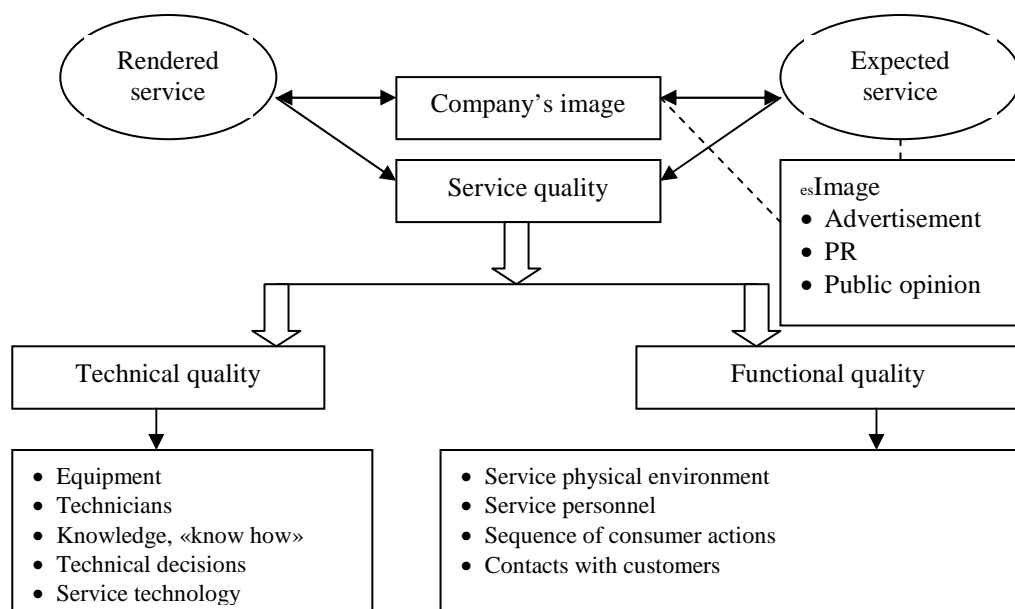 Rendered
service
Company's image
Expected
service
Service quality
esImage
• Advertisement
• PR
• Public opinion
Technical quality
Functional quality
• Equipment
• Technicians
• Knowledge, «know how»
• Technical decisions
• Service technology
• Service physical environment
• Service personnel
• Sequence of consumer actions
• Contacts with customers